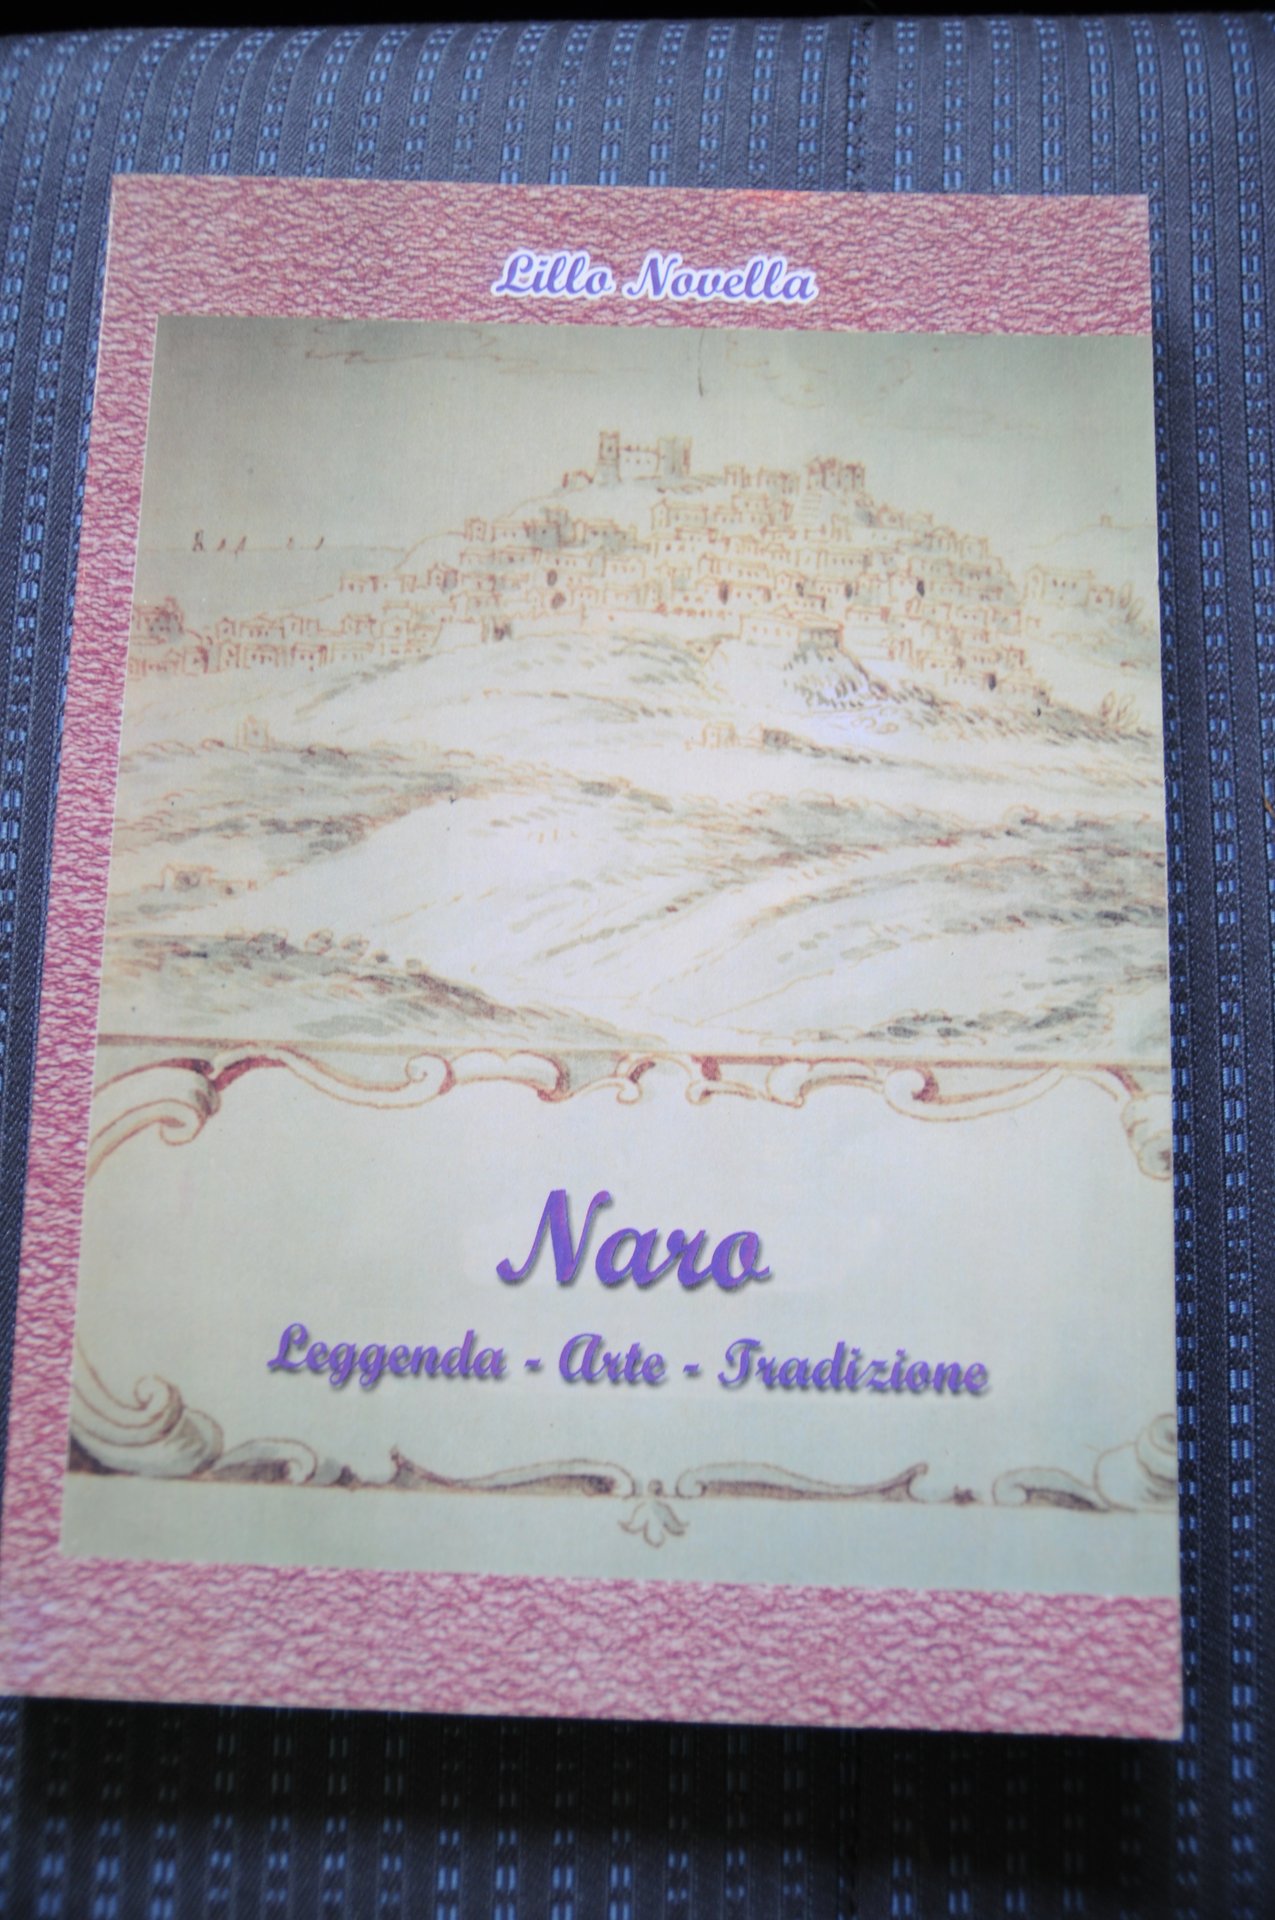 Lillo Novella
Naro
Leggenda - Arte - Tradizione